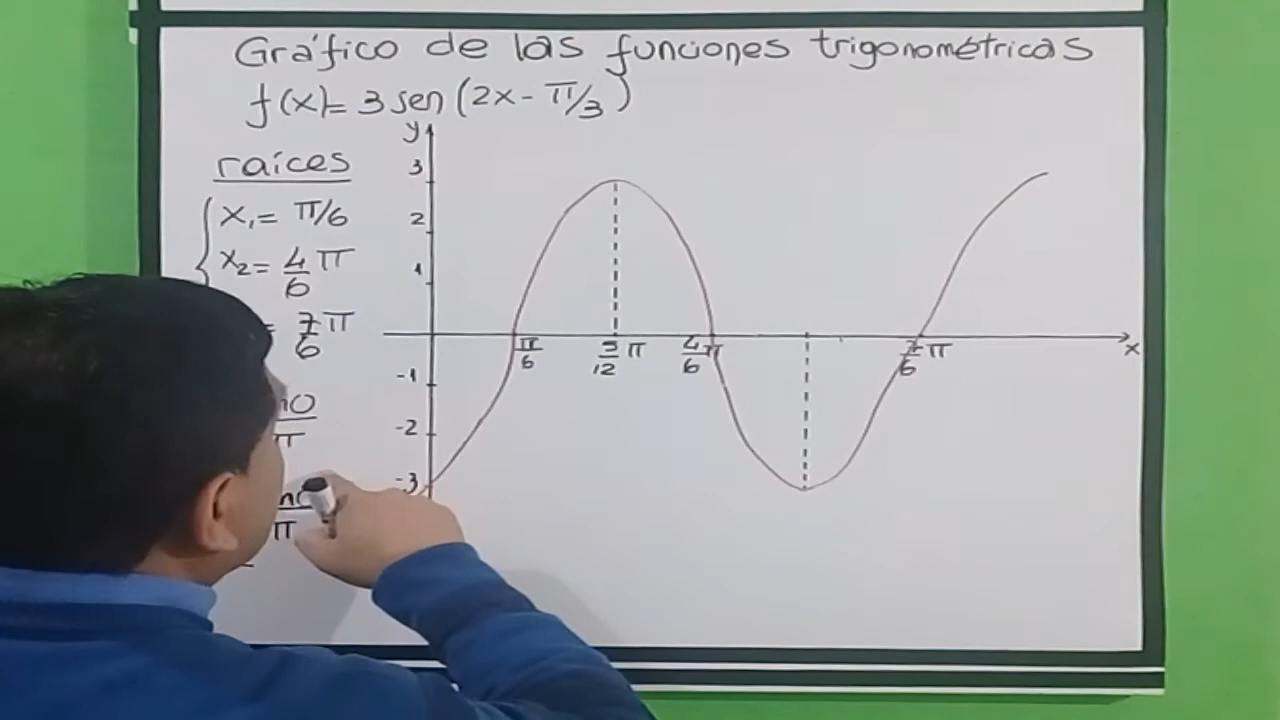 Gráfico de las funciones trigonométricas
f(x)= 3 sen (2x - π/3)
raíces
x₁= π/6
x₂= 4/6 π
= 7/6 π
no
π
π
y
3
2
1
-1
-2
-3
π/6
5/12 π
4/6 π
7/6 π
x